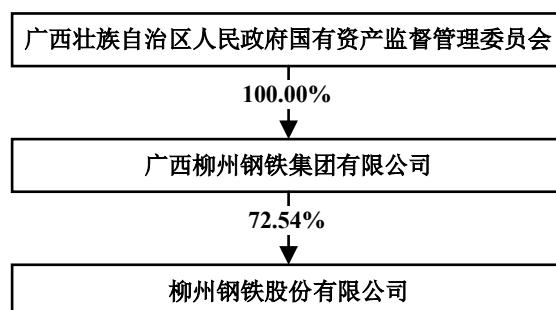 广西壮族自治区人民政府国有资产监督管理委员会
100.00%
广西柳州钢铁集团有限公司
72.54%
柳州钢铁股份有限公司